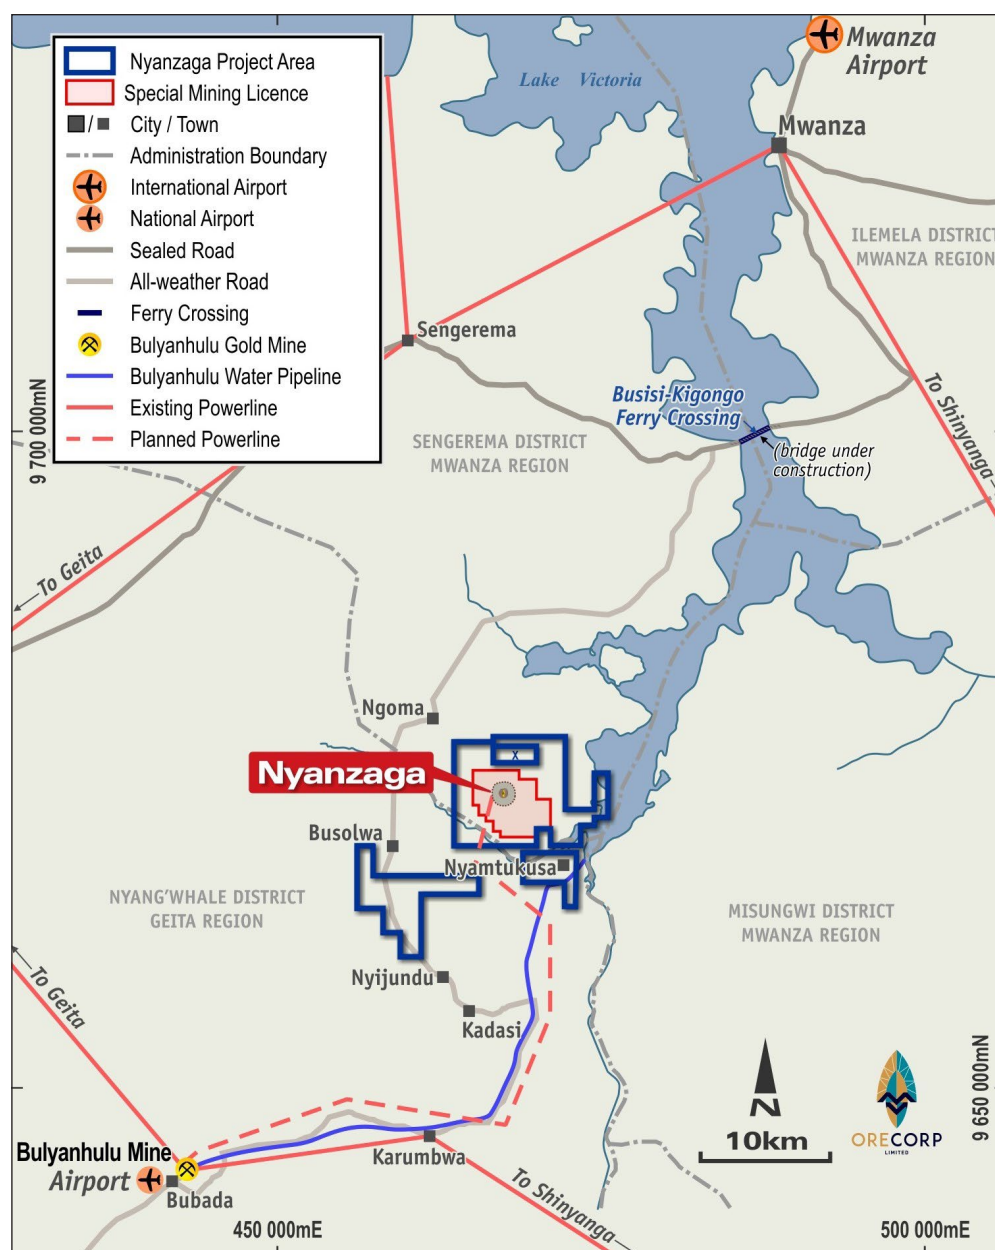 Nyanzaga Project Area
Special Mining Licence
City / Town
Administration Boundary
International Airport
National Airport
Sealed Road
All-weather Road
Ferry Crossing
Bulyanhulu Gold Mine
Bulyanhulu Water Pipeline
Existing Powerline
Planned Powerline
Lake Victoria
Mwanza
Airport
Mwanza
ILEMELA DISTRICT
MWANZA REGION
Sengerema
To Shinyanga
Busisi-Kigongo
Ferry Crossing
(bridge under
construction)
SENGEREMA DISTRICT
MWANZA REGION
9 700 000mN
To Geita
Ngoma
X
Nyanzaga
Busolwa
Nyamtukusa
NYANG'WHALE DISTRICT
GEITA REGION
MISUNGWI DISTRICT
MWANZA REGION
Nyijundu
To Geita
Kadasi
N
10km
ORECORP
LIMITED
9 650 000mN
Bulyanhulu Mine
Airport
Bubada
Karumbwa
To Shinyanga
450 000mE
500 000mE